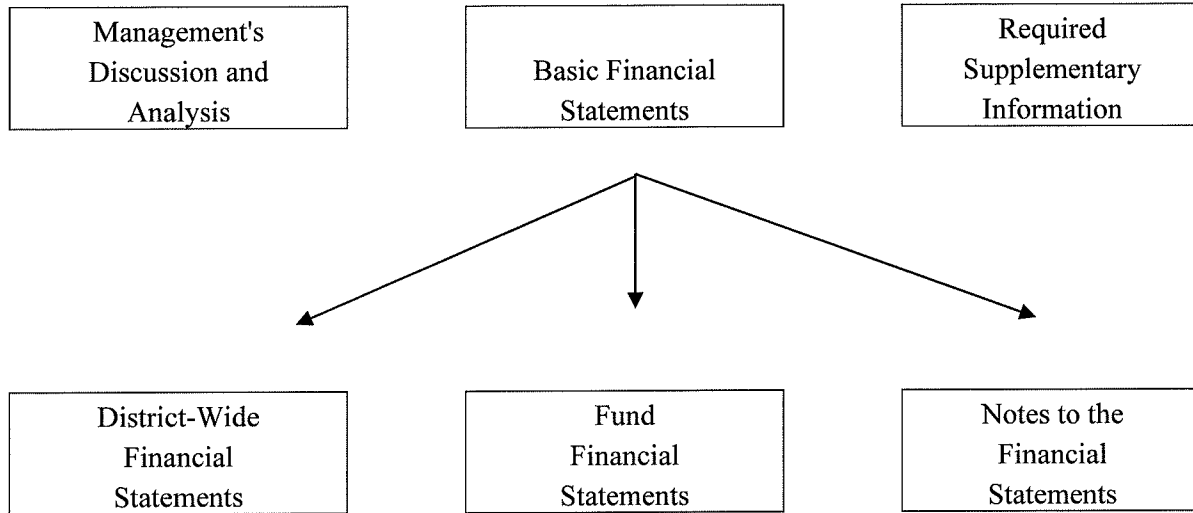 Management's
Discussion and
Analysis
Basic Financial
Statements
Required
Supplementary
Information
District-Wide
Financial
Statements
Fund
Financial
Statements
Notes to the
Financial
Statements